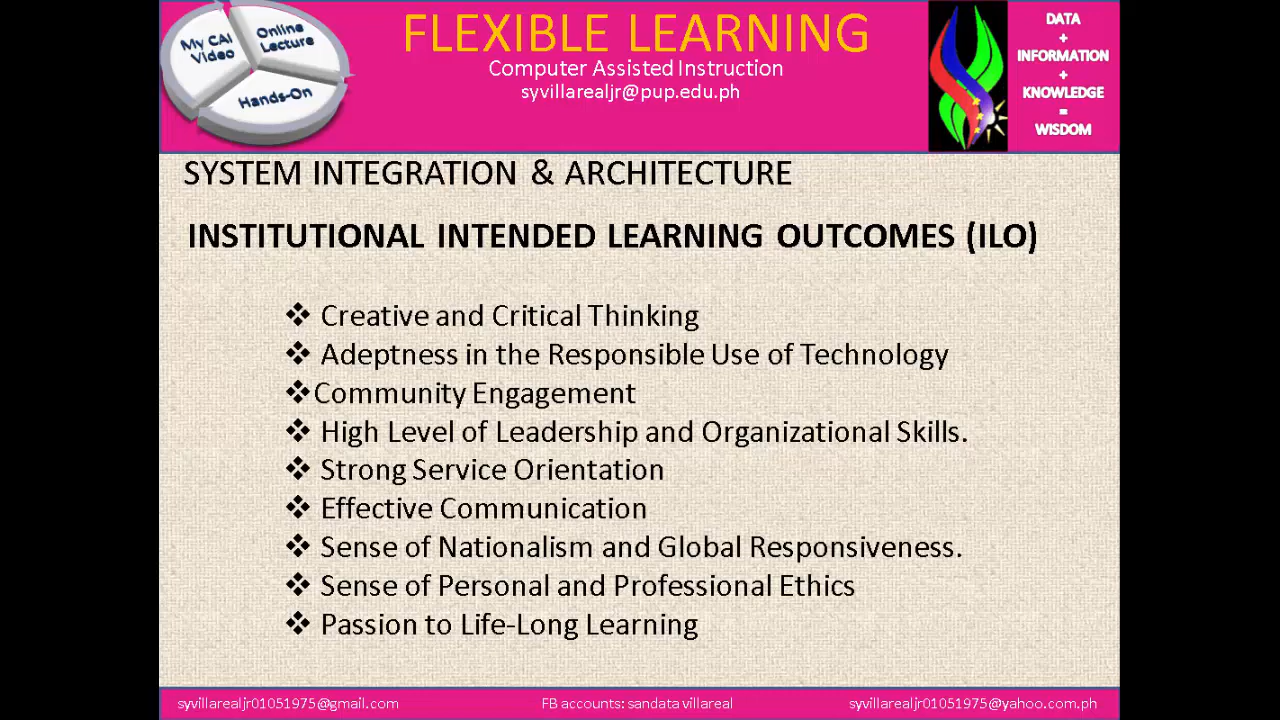 My CAI
Video
Online
Lecture
Hands-On
FLEXIBLE LEARNING
Computer Assisted Instruction
syvillarealjr@pup.edu.ph
DATA
+
INFORMATION
+
KNOWLEDGE
=
WISDOM
SYSTEM INTEGRATION & ARCHITECTURE
INSTITUTIONAL INTENDED LEARNING OUTCOMES (ILO)
❖ Creative and Critical Thinking
❖ Adeptness in the Responsible Use of Technology
❖Community Engagement
❖ High Level of Leadership and Organizational Skills.
❖ Strong Service Orientation
❖ Effective Communication
❖ Sense of Nationalism and Global Responsiveness.
❖ Sense of Personal and Professional Ethics
❖ Passion to Life-Long Learning
syvillarealjr01051975@gmail.com
FB accounts: sandata villareal
syvillarealjr01051975@yahoo.com.ph